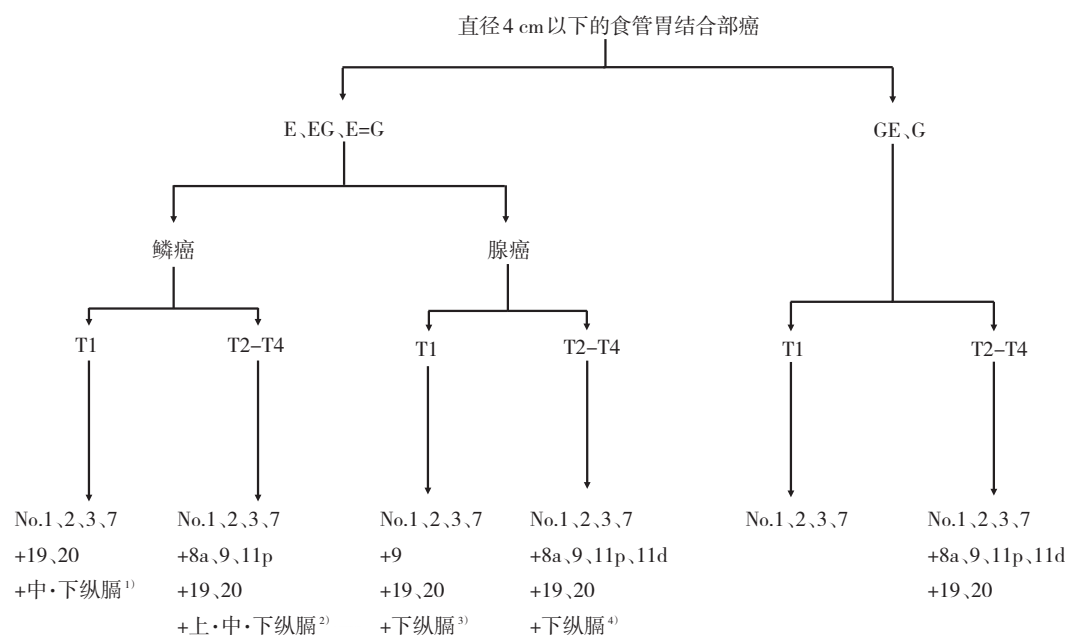 直径4 cm以下的食管胃结合部癌
E、EG、E=G
GE、G
鳞癌
腺癌
T1
T2–T4
T1
T2–T4
T1
T2–T4
No.1、2、3、7
+19、20
+中·下纵膈1)
No.1、2、3、7
+8a、9、11p
+19、20
+上·中·下纵膈2)
No.1、2、3、7
+9
+19、20
+下纵膈3)
No.1、2、3、7
+8a、9、11p、11d
+19、20
+下纵膈4)
No.1、2、3、7
No.1、2、3、7
+8a、9、11p、11d
+19、20